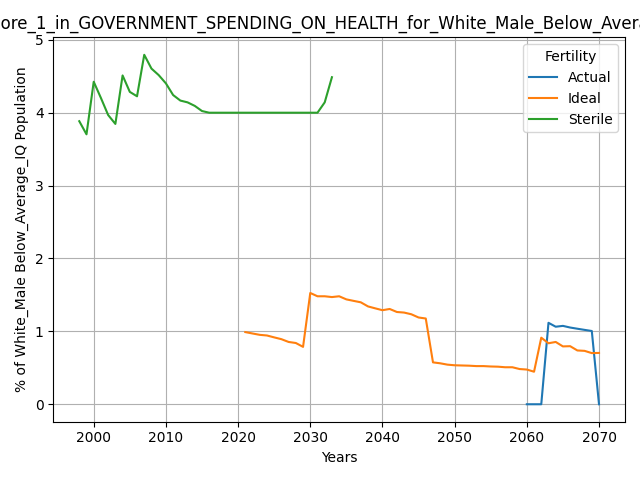 ore_1_in_GOVERNMENT_SPENDING_ON_HEALTH_for_White_Male_Below_Avera
5
4
3
2
1
0
% of White_Male Below_Average_IQ Population
Fertility
Actual
Ideal
Sterile
2000 2010 2020 2030 2040 2050 2060 2070
Years